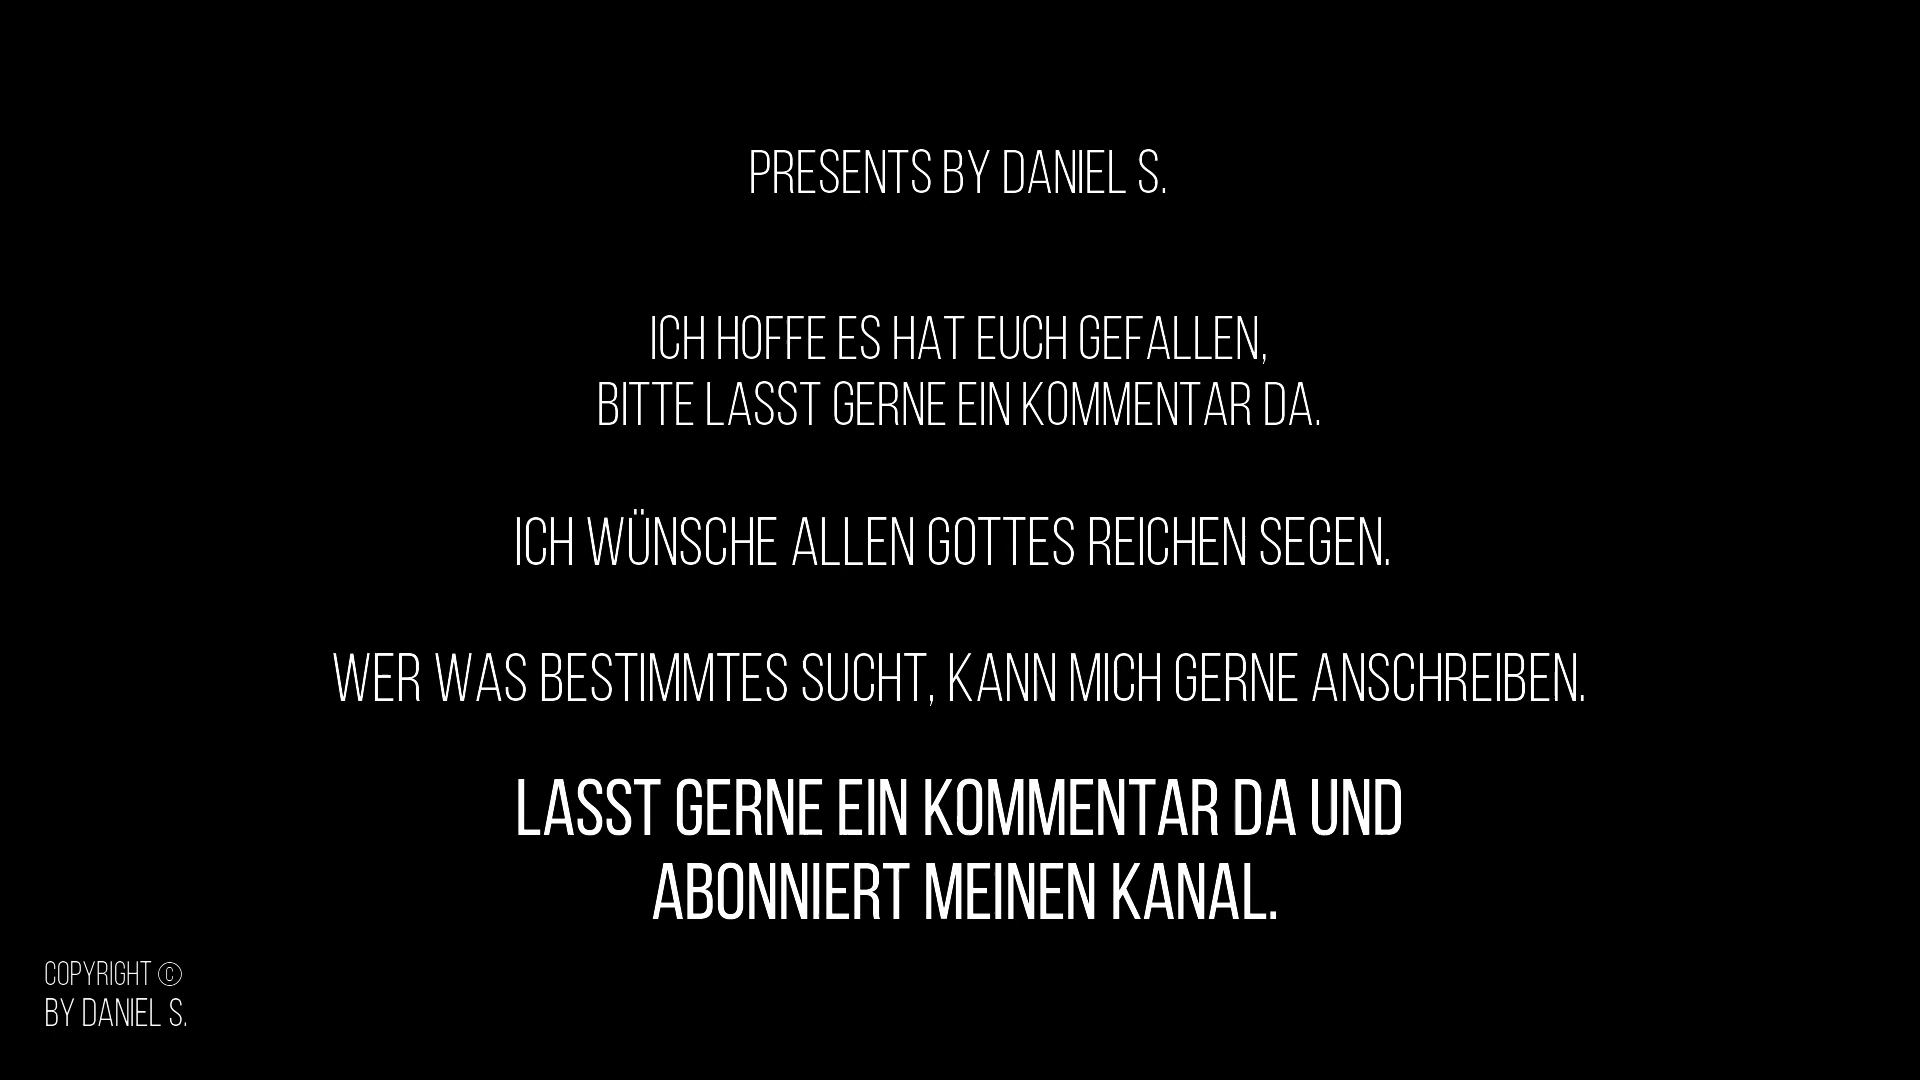 PRESENTS BY DANIEL S.
ICH HOFFE ES HAT EUCH GEFALLEN,
BITTE LASST GERNE EIN KOMMENTAR DA.
ICH WÜNSCHE ALLEN GOTTES REICHEN SEGEN.
WER WAS BESTIMMTES SUCHT, KANN MICH GERNE ANSCHREIBEN.
LASST GERNE EIN KOMMENTAR DA UND
ABONNIERT MEINEN KANAL.
COPYRIGHT ©
BY DANIEL S.